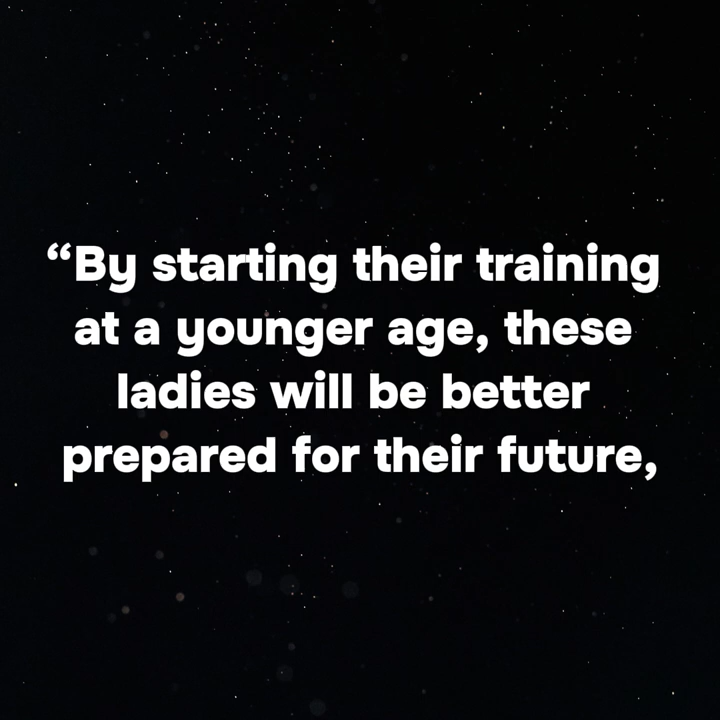 “By starting their training
at a younger age, these
ladies will be better
prepared for their future,